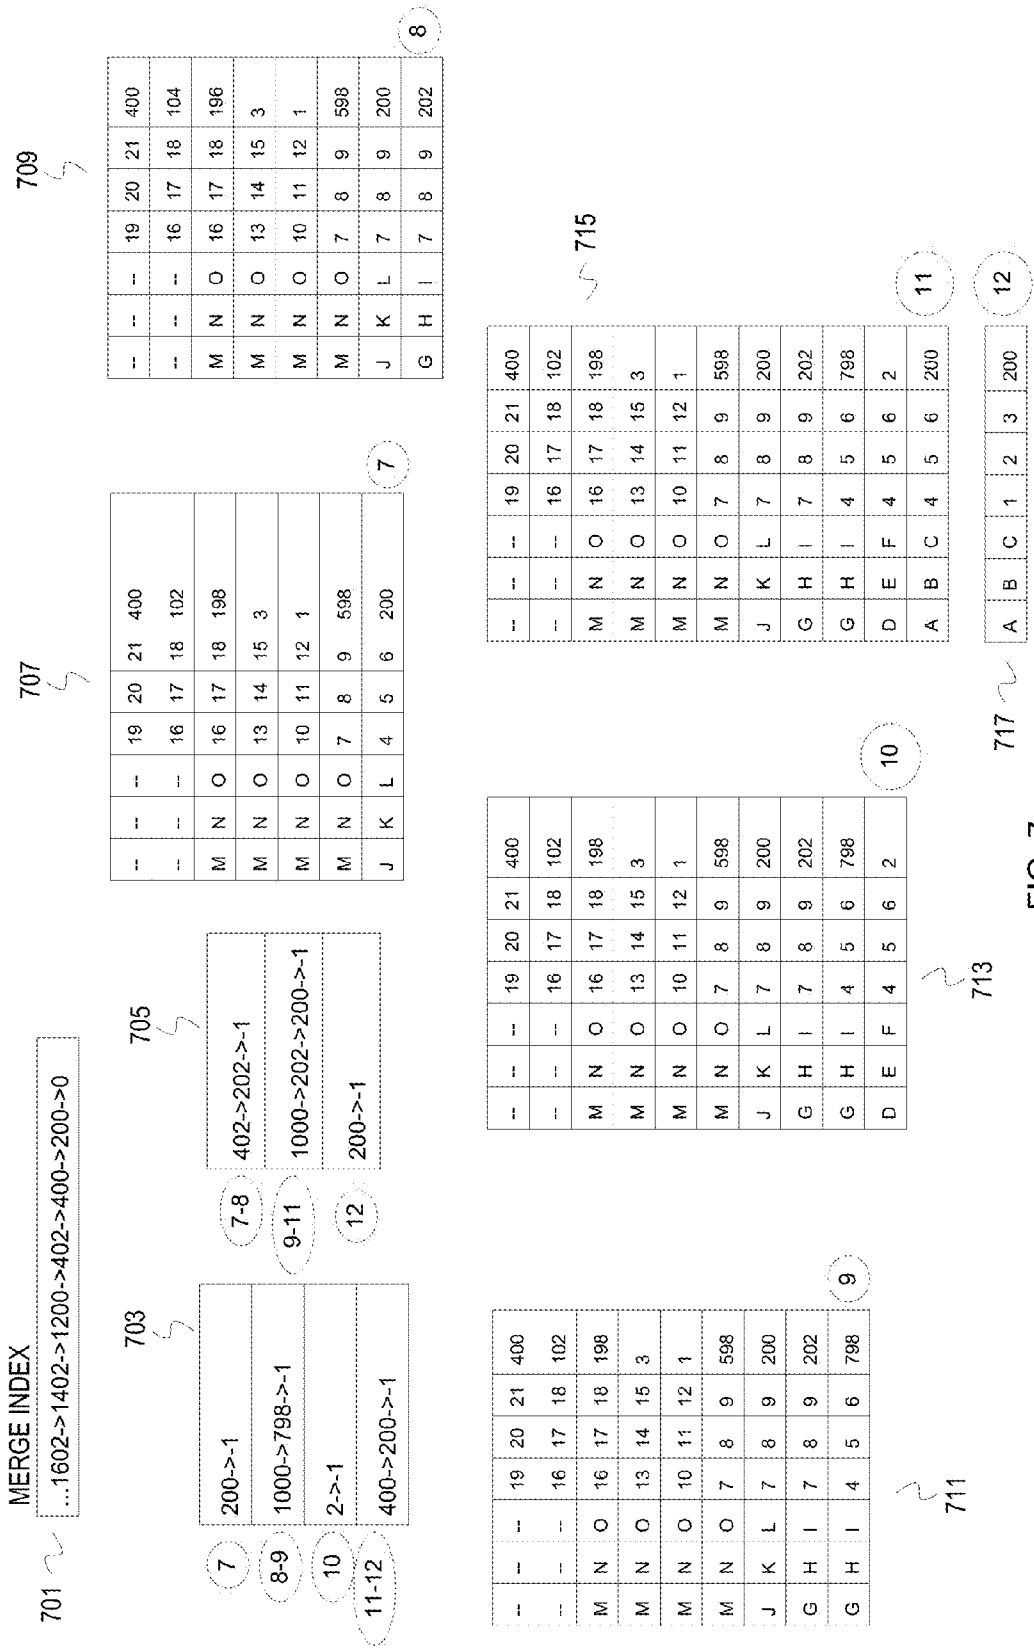 MERGE INDEX
701
...1602->1402->1200->402->400->200->0
703
7 200->-1
8-9 1000->798->-1
10 2->-1
11-12 400->200->-1
705
7-8 402->202->-1
9-11 1000->202->200->-1
12 200->-1
707
-- -- -- 19 20 21 400
-- -- -- 16 17 18 102
M N O 16 17 18 198
M N O 13 14 15 3
M N O 10 11 12 1
M N O 7 8 9 598
J K L 4 5 6 200
7
709
-- -- -- 19 20 21 400
-- -- -- 16 17 18 104
M N O 16 17 18 196
M N O 13 14 15 3
M N O 10 11 12 1
M N O 7 8 9 598
J K L 7 8 9 200
G H I 7 8 9 202
8
-- -- -- 19 20 21 400
-- -- -- 16 17 18 102
M N O 16 17 18 198
M N O 13 14 15 3
M N O 10 11 12 1
M N O 7 8 9 598
J K L 7 8 9 200
G H I 7 8 9 202
G H I 4 5 6 798
9
711
-- -- -- 19 20 21 400
-- -- -- 16 17 18 102
M N O 16 17 18 198
M N O 13 14 15 3
M N O 10 11 12 1
M N O 7 8 9 598
J K L 7 8 9 200
G H I 7 8 9 202
G H I 4 5 6 798
D E F 4 5 6 2
10
713
715
-- -- -- 19 20 21 400
-- -- -- 16 17 18 102
M N O 16 17 18 198
M N O 13 14 15 3
M N O 10 11 12 1
M N O 7 8 9 598
J K L 7 8 9 200
G H I 7 8 9 202
G H I 4 5 6 798
D E F 4 5 6 2
A B C 4 5 6 200
11
717
A B C 1 2 3 200
12
FIG. 7